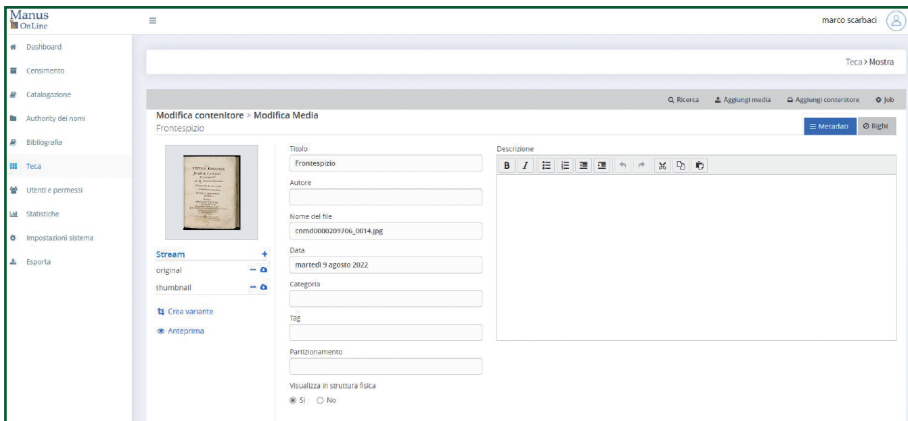 Manus
OnLine
marco scarbaci
Dashboard
Censimento
Catalogazione
Authority dei nomi
Bibliografia
Teca
Utenti e permessi
Statistiche
Impostazioni sistema
Esporta
Teca > Mostra
Ricerca Aggiungi media Aggiungi contenitore Job
Modifica contenitore > Modifica Media
Frontespizio
Metadati Right
Stream +
original
thumbnail
Crea variante
Anteprima
Titolo
Frontespizio
Autore
Nome del file
cnmd0000209706_0014.jpg
Data
martedì 9 agosto 2022
Categoria
Tag
Partizionamento
Visualizza in struttura fisica
Si No
Descrizione
B I